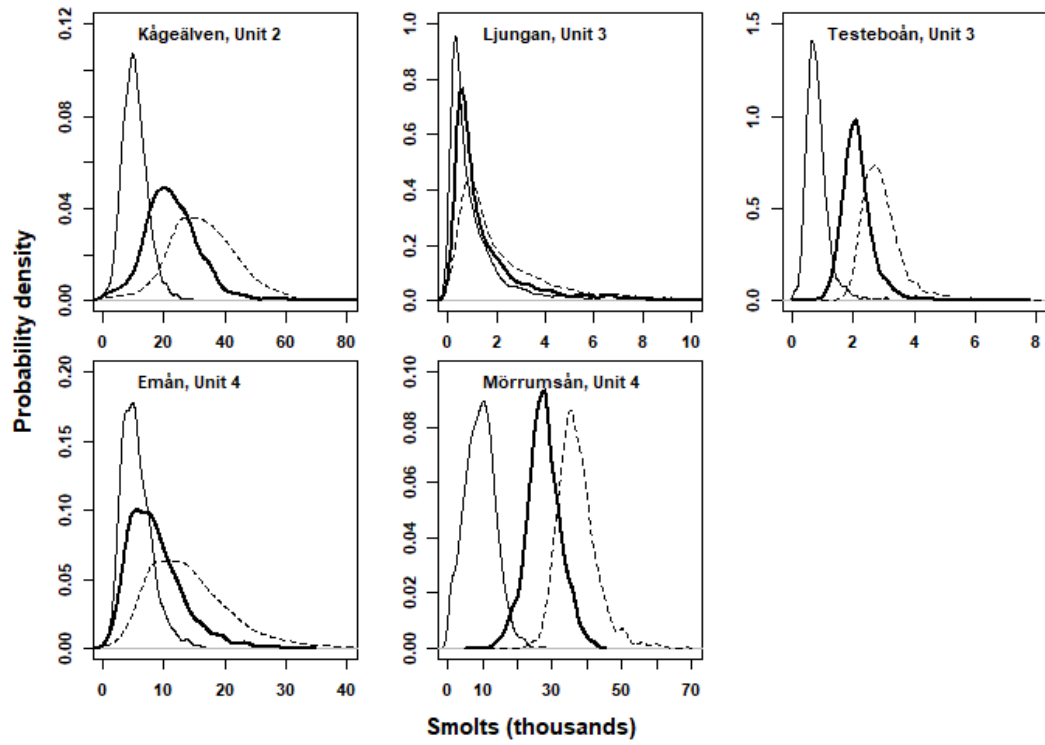 Kågeälven, Unit 2
0.00 0.04 0.08 0.12
0 20 40 60 80
Ljungan, Unit 3
0.0 0.2 0.4 0.6 0.8 1.0
0 2 4 6 8 10
Testeboån, Unit 3
0.0 0.5 1.0 1.5
0 2 4 6 8
Emån, Unit 4
0.00 0.05 0.10 0.15 0.20
0 10 20 30 40
Mörrumsån, Unit 4
0.00 0.02 0.04 0.06 0.08 0.10
0 10 30 50 70
Probability density
Smolts (thousands)